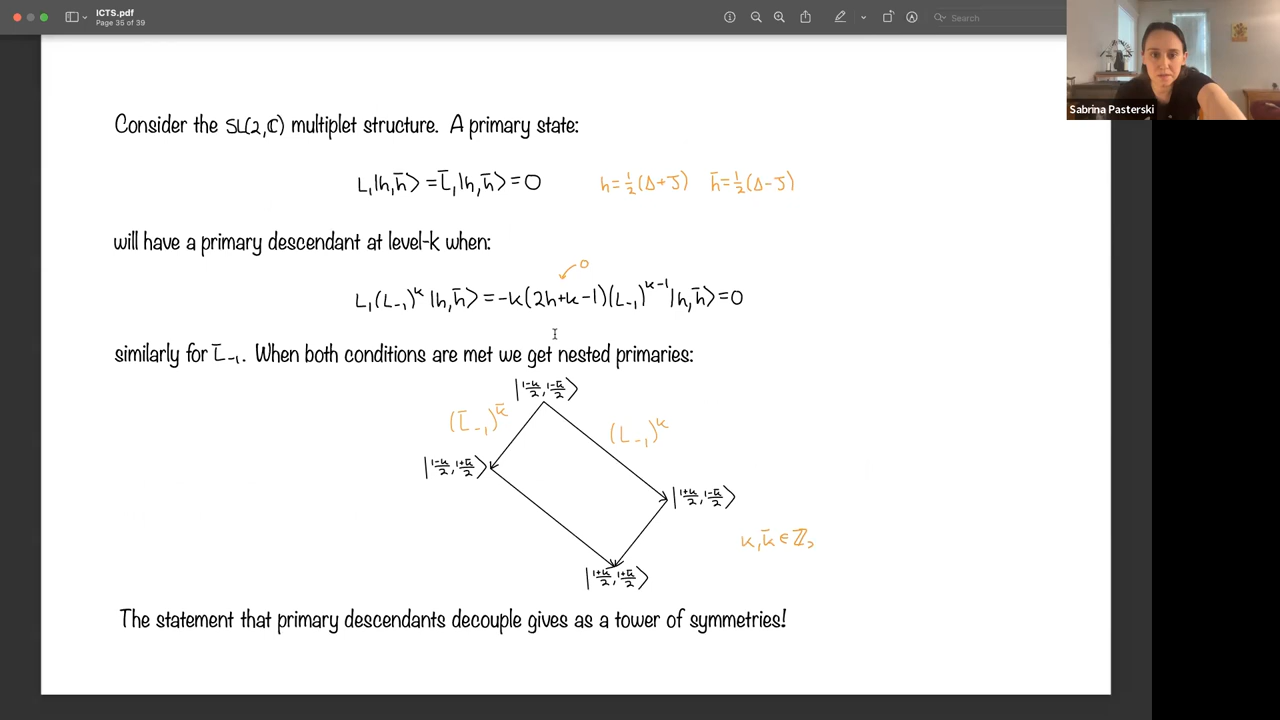 ICTS.pdf
Page 35 of 39
Search
Sabrina Pasterski
Consider the SL(2,ℂ) multiplet structure. A primary state:
L₁|h,h̄⟩ = L̄₁|h,h̄⟩ = 0 h=½(Δ+J) h̄=½(Δ-J)
will have a primary descendant at level-k when:
0
L₁(L₋₁)ᵏ|h,h̄⟩ = -k(2h+k-1)(L₋₁)ᵏ⁻¹|h,h̄⟩ = 0
similarly for L̄₋₁. When both conditions are met we get nested primaries:
|1-k/2, 1-k̄/2⟩
(L̄₋₁)^k̄ (L₋₁)ᵏ
|1-k/2, 1+k̄/2⟩
|1+k/2, 1-k̄/2⟩
k,k̄ ∈ ℤ>
|1+k/2, 1+k̄/2⟩
The statement that primary descendants decouple gives as a tower of symmetries!